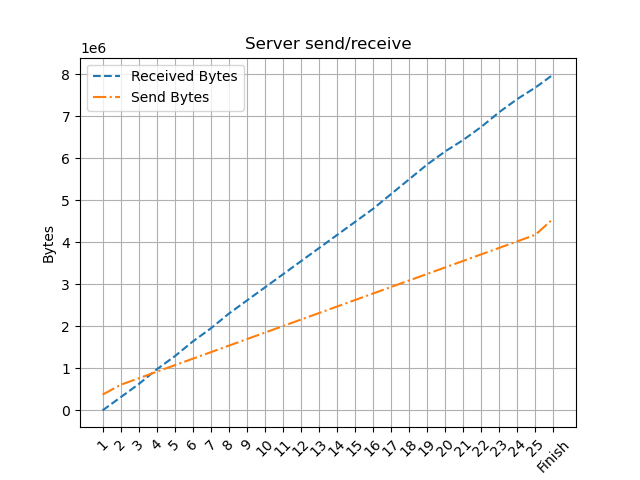 Server send/receive
1e6
Received Bytes
Send Bytes
8
7
6
5
4
3
2
1
0
Bytes
1 2 3 4 5 6 7 8 9 10 11 12 13 14 15 16 17 18 19 20 21 22 23 24 25 Finish